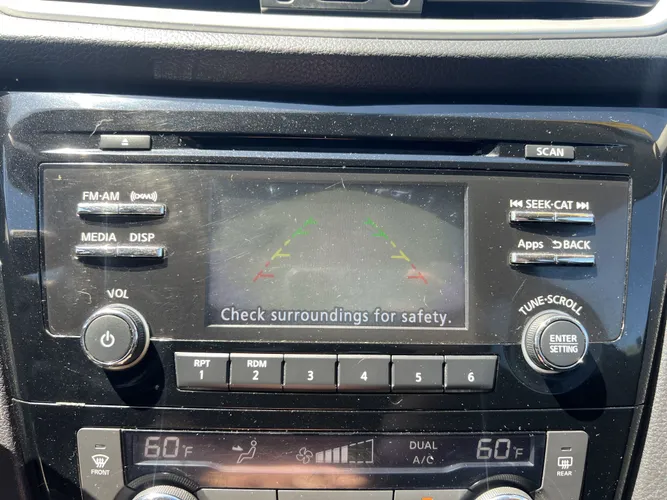 SCAN
FM·AM (XM)
MEDIA DISP
VOL
SEEK·CAT
Apps BACK
TUNE·SCROLL
ENTER
SETTING
Check surroundings for safety.
RPT
1
RDM
2
3
4
5
6
FRONT
60°F
DUAL
A/C
60°F
REAR